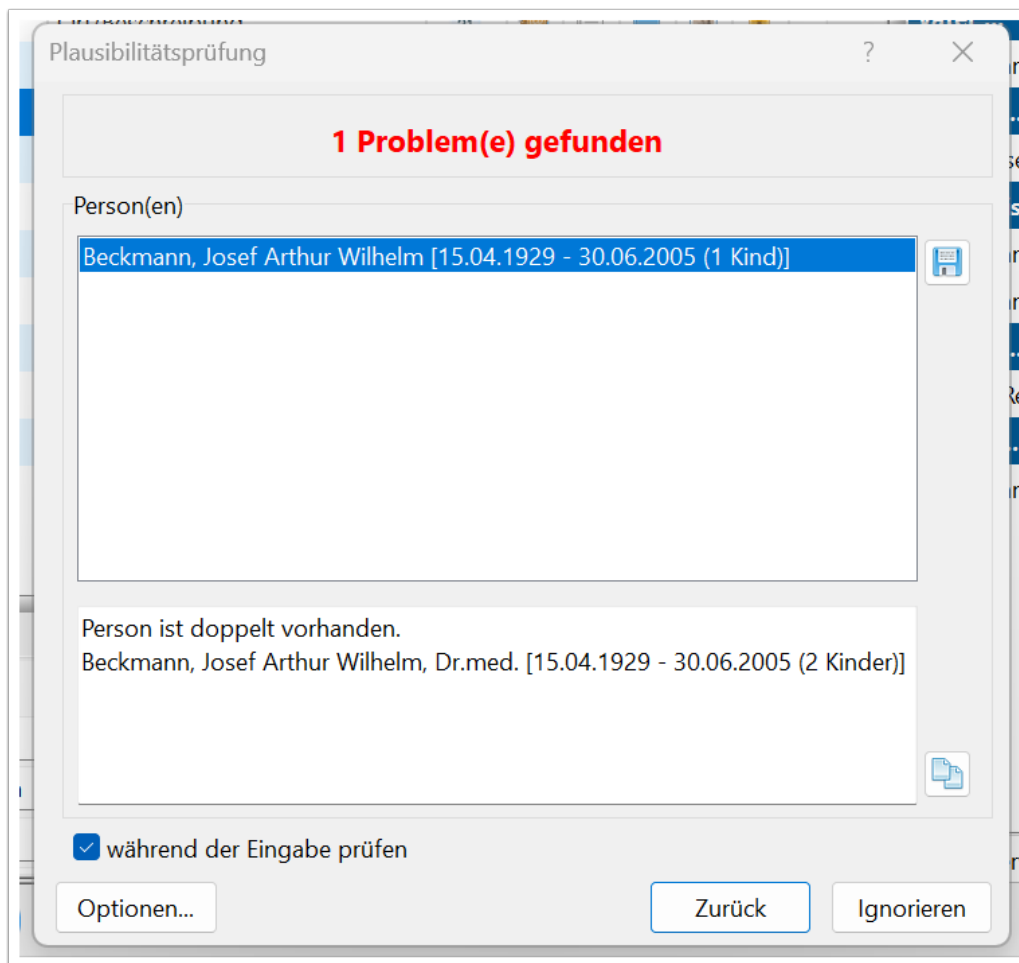 Plausibilitätsprüfung ?
1 Problem(e) gefunden
Person(en)
Beckmann, Josef Arthur Wilhelm [15.04.1929 - 30.06.2005 (1 Kind)]
Person ist doppelt vorhanden.
Beckmann, Josef Arthur Wilhelm, Dr.med. [15.04.1929 - 30.06.2005 (2 Kinder)]
während der Eingabe prüfen
Optionen... Zurück Ignorieren